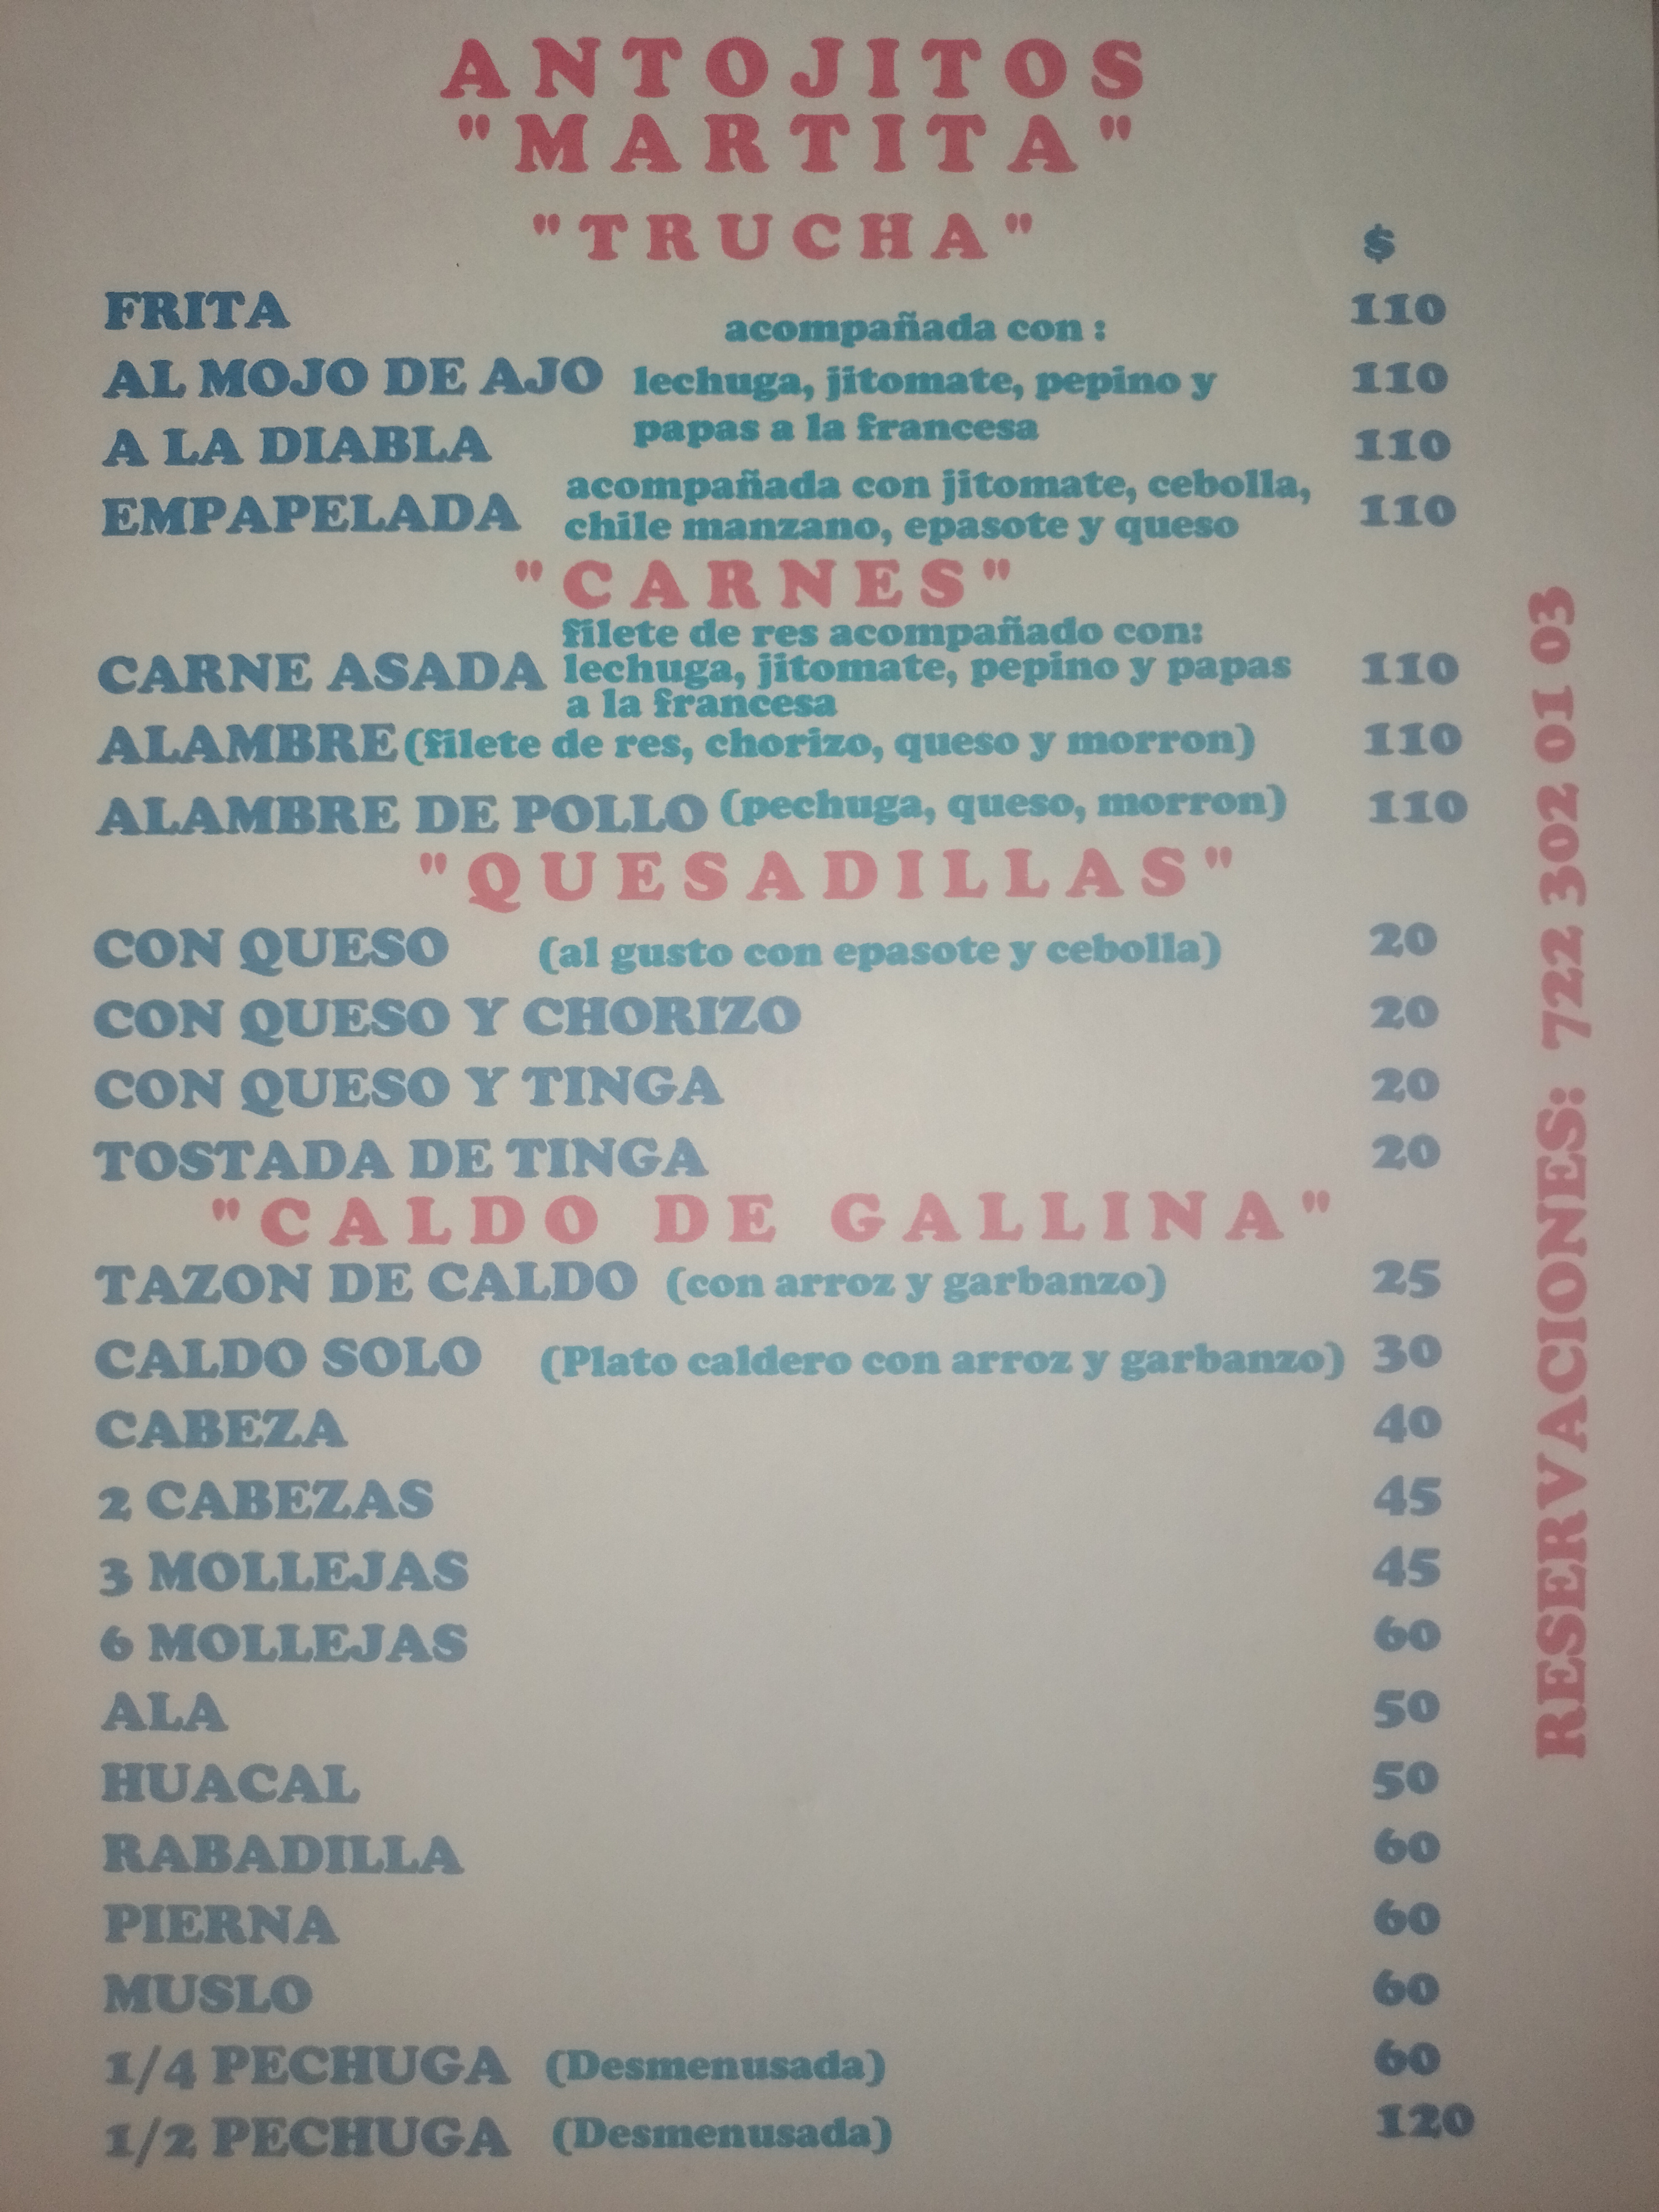 ANTOJITOS
"MARTITA"
"TRUCHA" $
FRITA 110
acompañada con :
AL MOJO DE AJO lechuga, jitomate, pepino y 110
papas a la francesa
A LA DIABLA 110
acompañada con jitomate, cebolla,
EMPAPELADA 110
chile manzano, epasote y queso
"CARNES"
filete de res acompañado con:
CARNE ASADA lechuga, jitomate, pepino y papas 110
a la francesa
ALAMBRE (filete de res, chorizo, queso y morron) 110
ALAMBRE DE POLLO (pechuga, queso, morron) 110
"QUESADILLAS"
CON QUESO (al gusto con epasote y cebolla) 20
CON QUESO Y CHORIZO 20
CON QUESO Y TINGA 20
TOSTADA DE TINGA 20
"CALDO DE GALLINA"
TAZON DE CALDO (con arroz y garbanzo) 25
CALDO SOLO (Plato caldero con arroz y garbanzo) 30
CABEZA 40
2 CABEZAS 45
3 MOLLEJAS 45
6 MOLLEJAS 60
ALA 50
HUACAL 50
RABADILLA 60
PIERNA 60
MUSLO 60
1/4 PECHUGA (Desmenusada) 60
1/2 PECHUGA (Desmenusada) 120
RESERVACIONES: 722 302 01 03